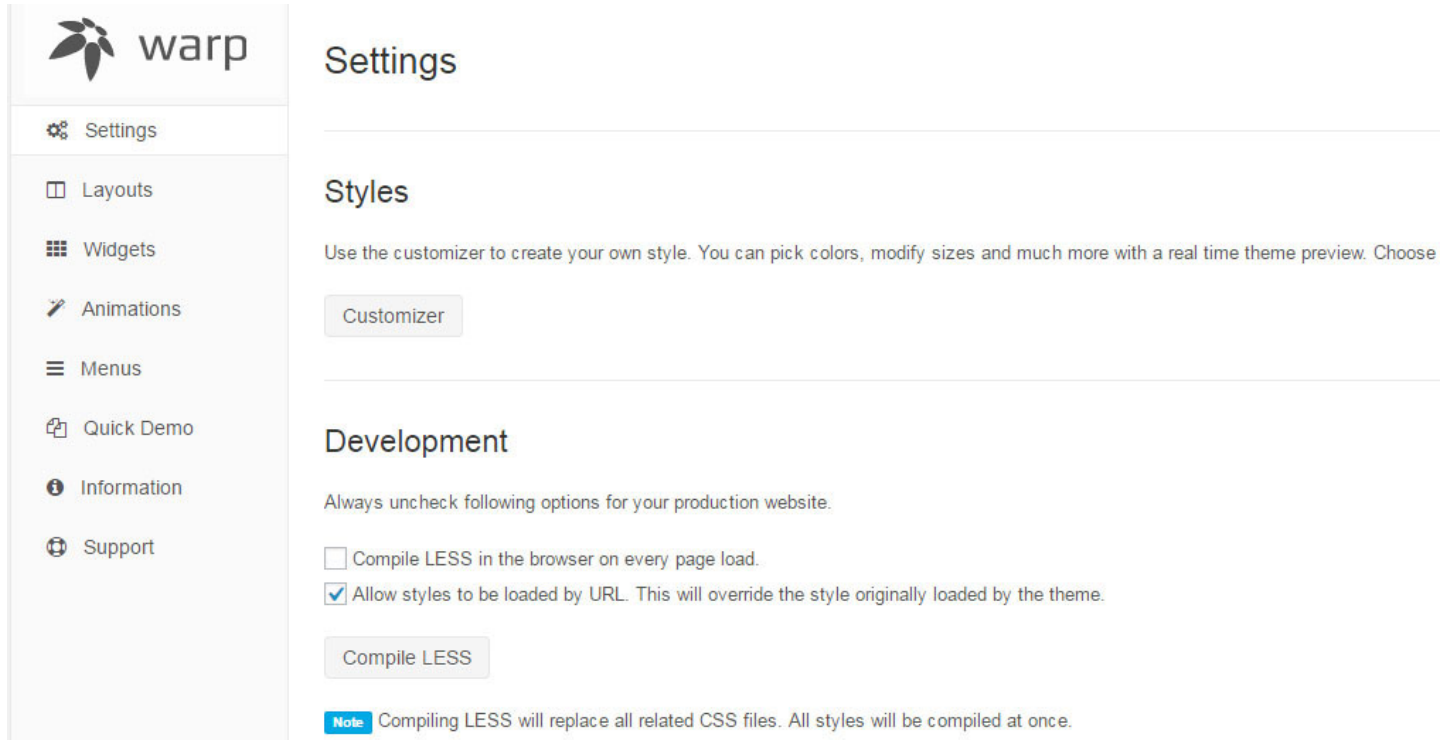 warp
Settings
Layouts
Widgets
Animations
Menus
Quick Demo
Information
Support
Settings
Styles
Use the customizer to create your own style. You can pick colors, modify sizes and much more with a real time theme preview. Choose
Customizer
Development
Always uncheck following options for your production website.
Compile LESS in the browser on every page load.
Allow styles to be loaded by URL. This will override the style originally loaded by the theme.
Compile LESS
Note Compiling LESS will replace all related CSS files. All styles will be compiled at once.